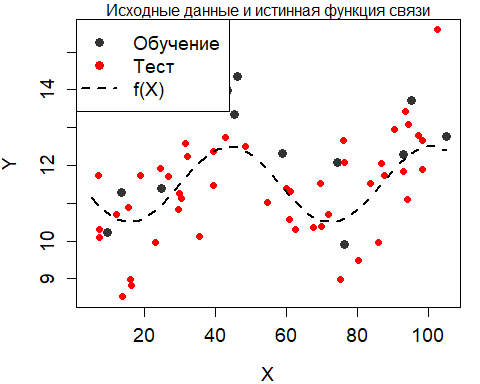 Исходные данные и истинная функция связи
Обучение
Тест
f(X)
Y
14
12
10
9
20
40
60
80
100
X